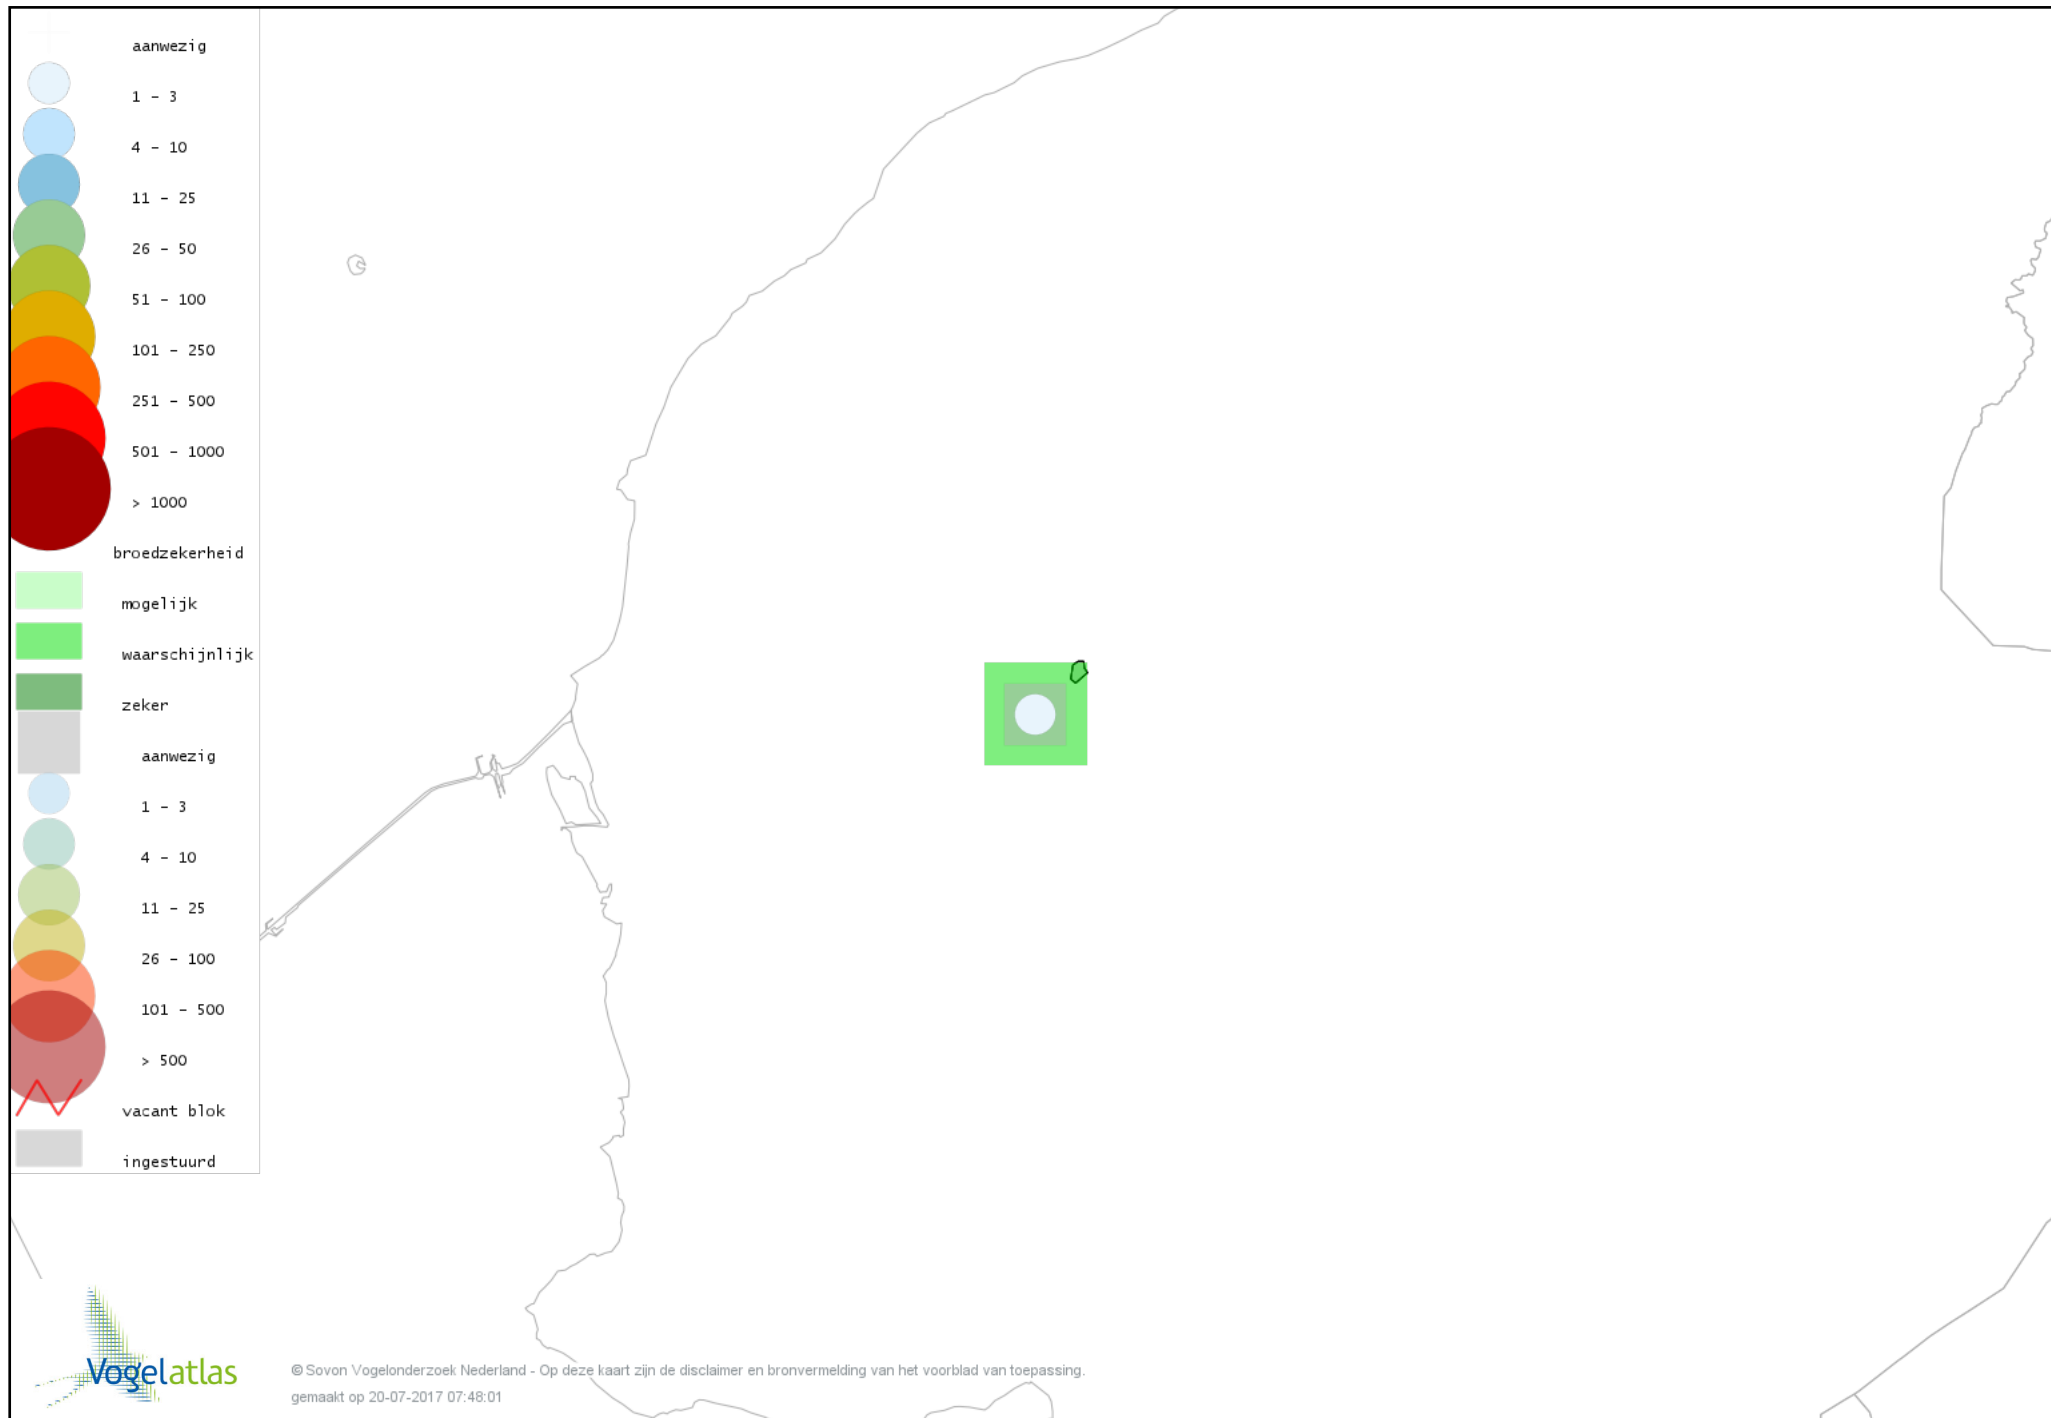 aanwezig
1 - 3
4 - 10
11 - 25
26 - 50
51 - 100
101 - 250
251 - 500
501 - 1000
> 1000
broedzekerheid
mogelijk
waarschijnlijk
zeker
aanwezig
1 - 3
4 - 10
11 - 25
26 - 100
101 - 500
> 500
vacant blok
ingestuurd
Vogelatlas
© Sovon Vogelonderzoek Nederland - Op deze kaart zijn de disclaimer en bronvermelding van het voorblad van toepassing.
gemaakt op 20-07-2017 07:48:01